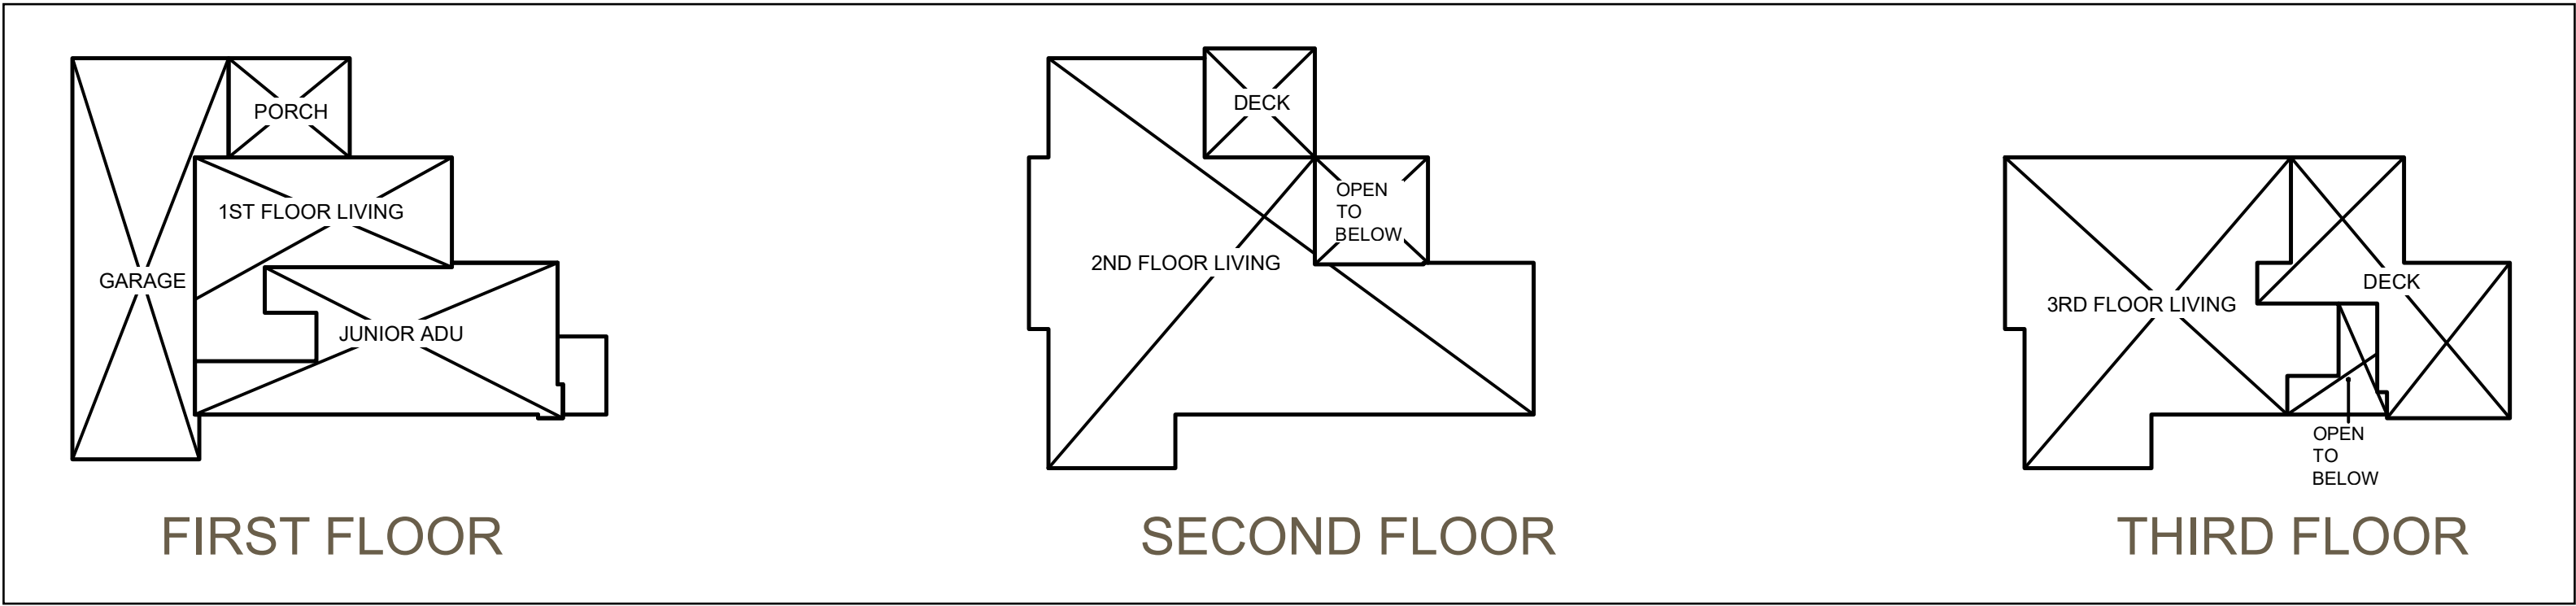 PORCH
1ST FLOOR LIVING
GARAGE
JUNIOR ADU
FIRST FLOOR
DECK
OPEN
TO
BELOW
2ND FLOOR LIVING
SECOND FLOOR
DECK
3RD FLOOR LIVING
OPEN
TO
BELOW
THIRD FLOOR